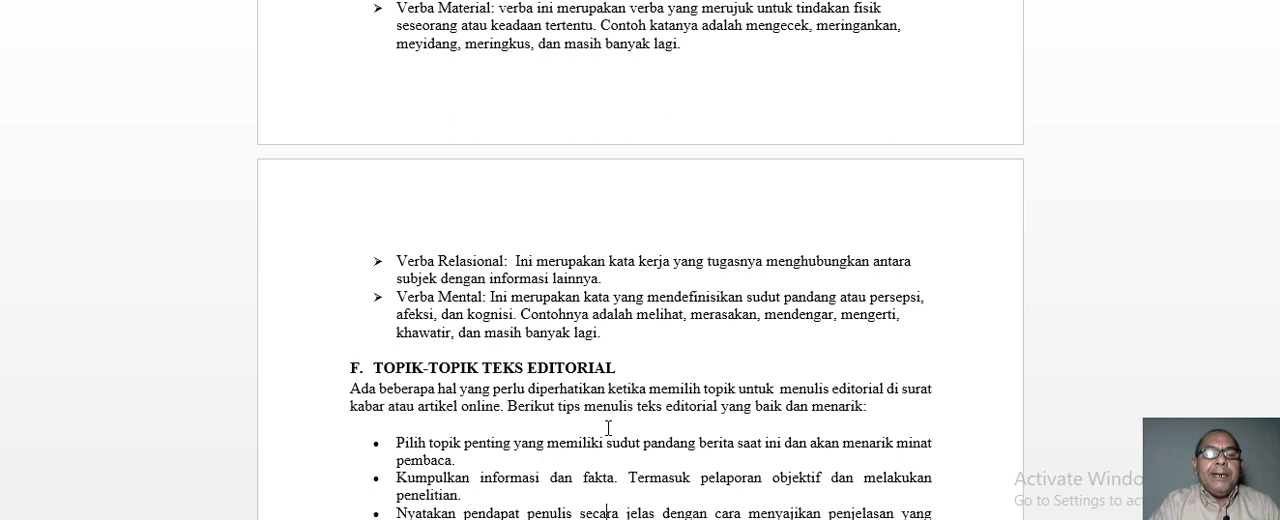 ➢ Verba Material: verba ini merupakan verba yang merujuk untuk tindakan fisik
seseorang atau keadaan tertentu. Contoh katanya adalah mengecek, meringankan,
meyidang, meringkus, dan masih banyak lagi.
➢ Verba Relasional: Ini merupakan kata kerja yang tugasnya menghubungkan antara
subjek dengan informasi lainnya.
➢ Verba Mental: Ini merupakan kata yang mendefinisikan sudut pandang atau persepsi,
afeksi, dan kognisi. Contohnya adalah melihat, merasakan, mendengar, mengerti,
khawatir, dan masih banyak lagi.
F. TOPIK-TOPIK TEKS EDITORIAL
Ada beberapa hal yang perlu diperhatikan ketika memilih topik untuk menulis editorial di surat
kabar atau artikel online. Berikut tips menulis teks editorial yang baik dan menarik:
• Pilih topik penting yang memiliki sudut pandang berita saat ini dan akan menarik minat
pembaca.
• Kumpulkan informasi dan fakta. Termasuk pelaporan objektif dan melakukan
penelitian.
• Nyatakan pendapat penulis secara jelas dengan cara menyajikan penjelasan yang
Activate Windo
Go to Settings to act